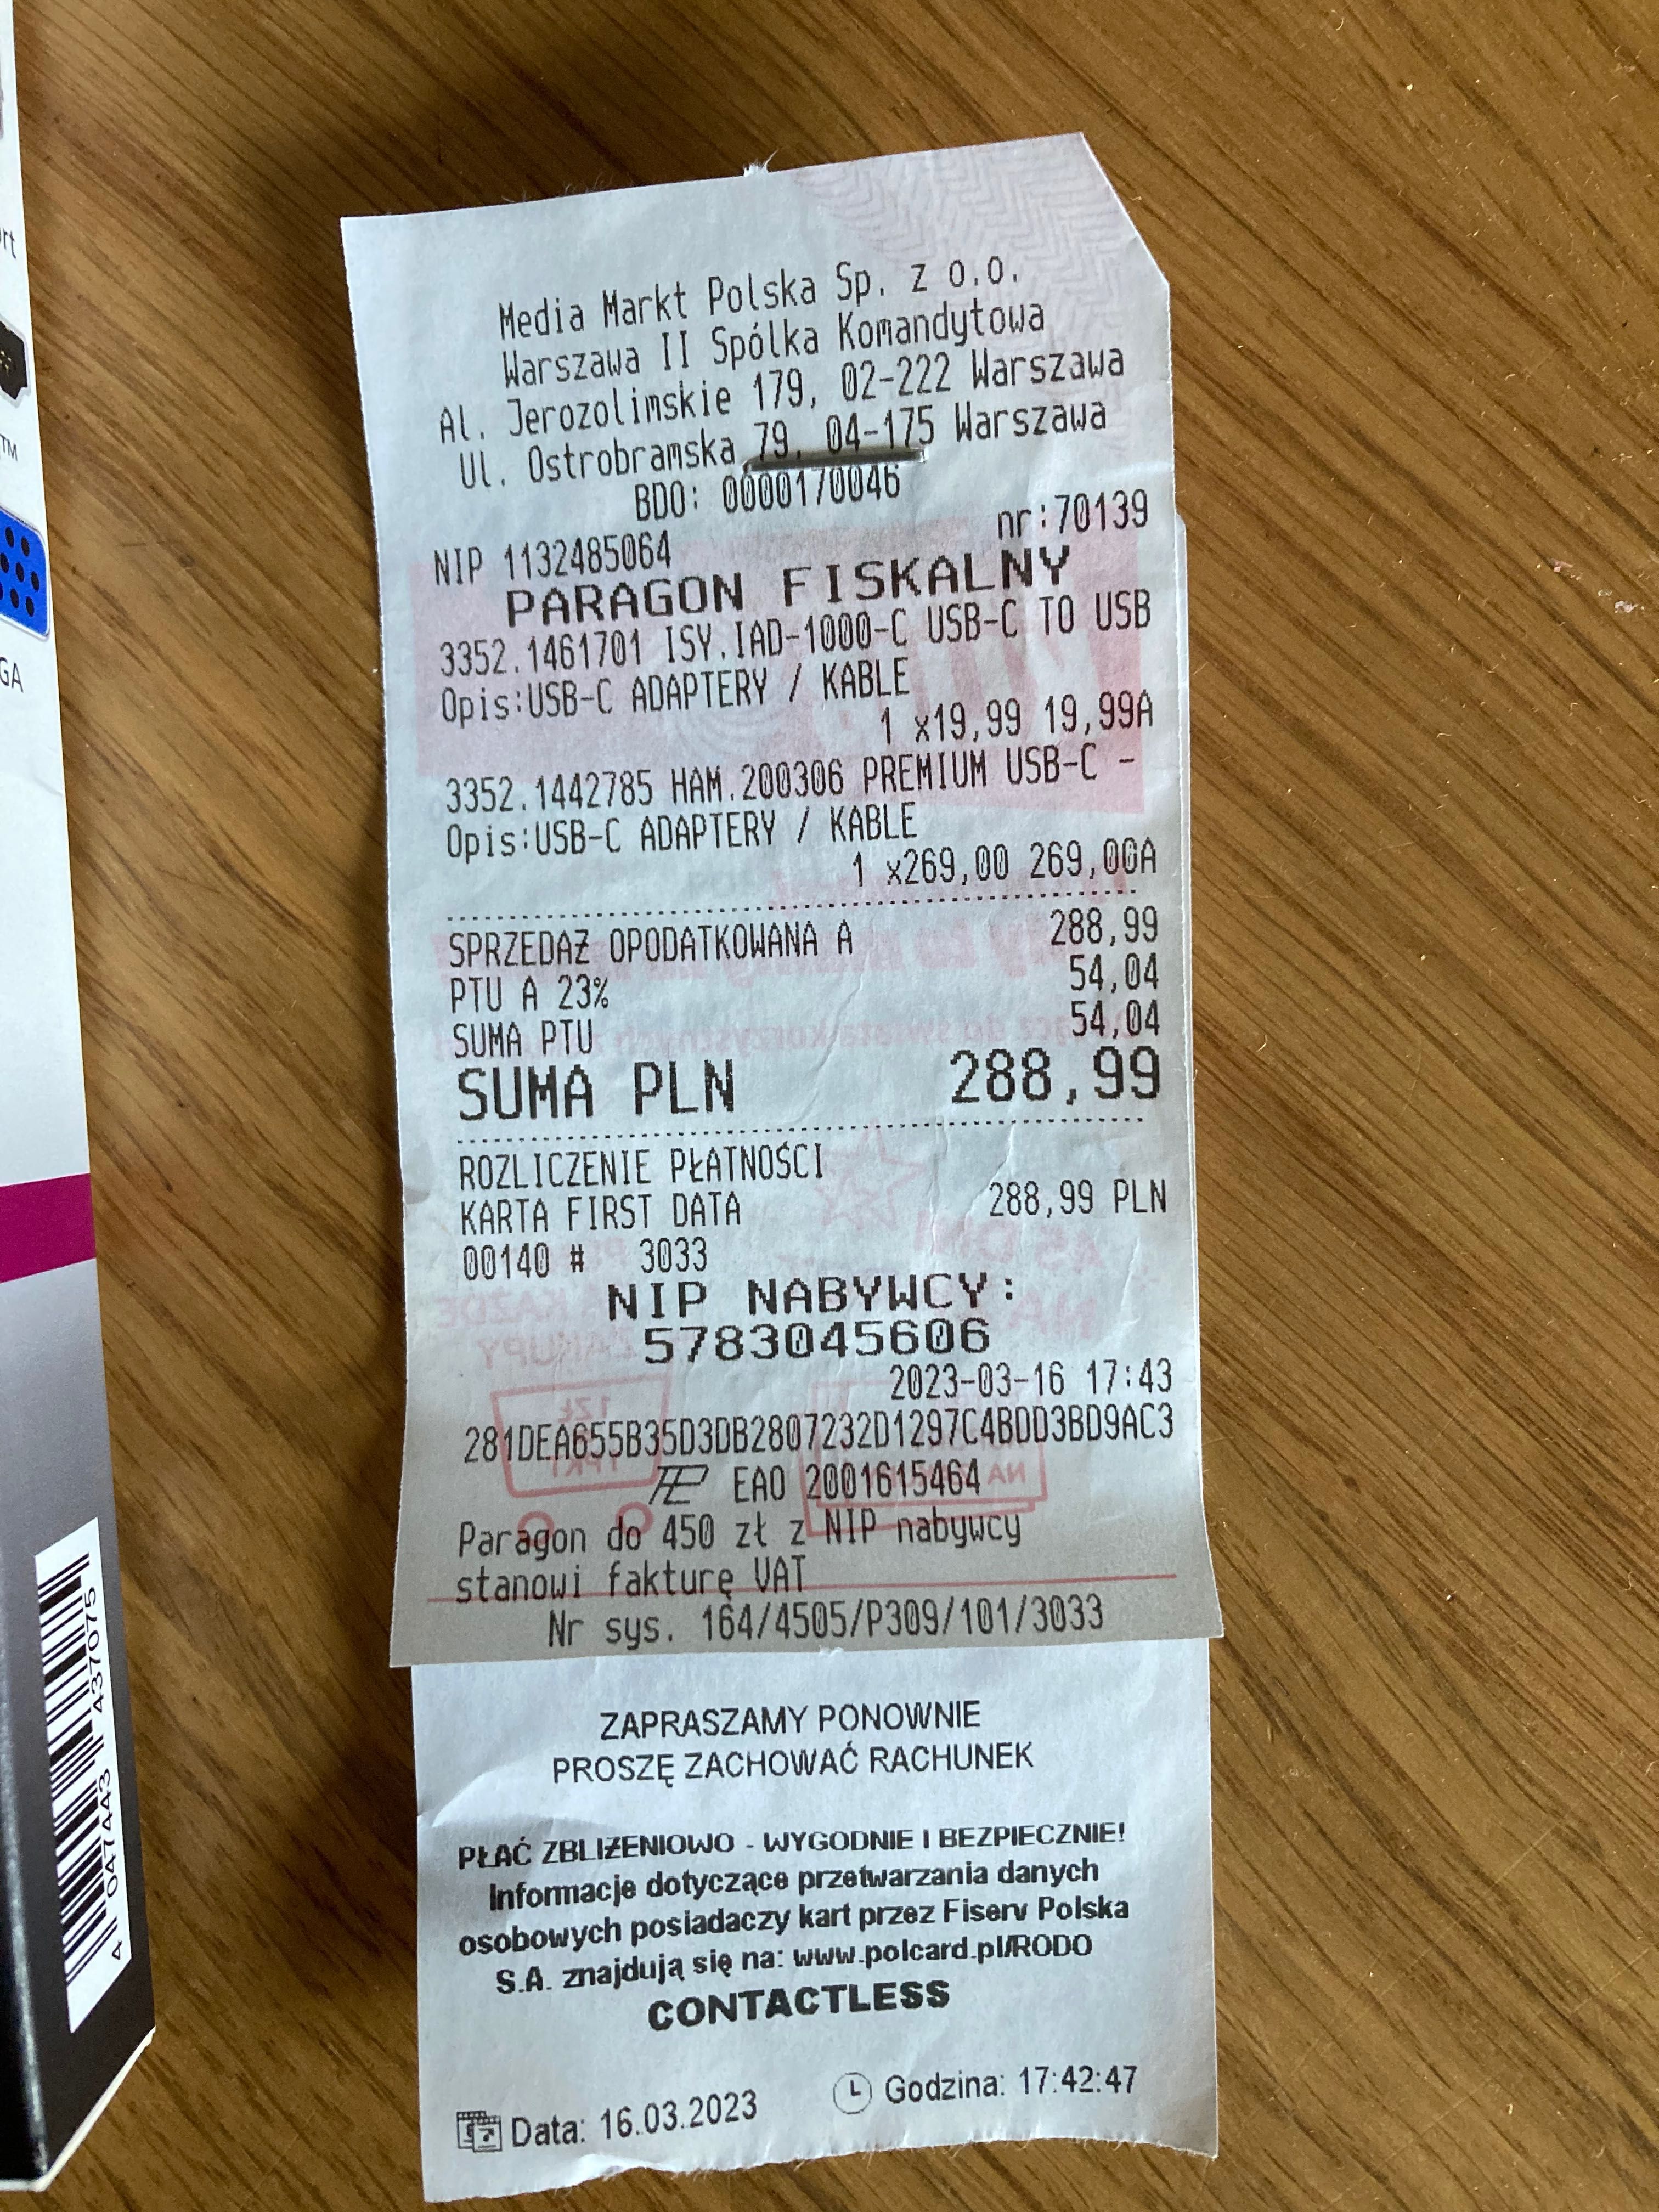 Media Markt Polska Sp. z o.o.
Warszawa II Spólka Komandytowa
Al. Jerozolimskie 179, 02-222 Warszawa
Ul. Ostrobramska 79, 04-175 Warszawa
BDO: 0000170046
NIP 1132485064 nr:70139
PARAGON FISKALNY
3352.1461701 ISY.IAD-1000-C USB-C TO USB
Opis:USB-C ADAPTERY / KABLE
1 x19,99 19,99A
3352.1442785 HAM.200306 PREMIUM USB-C -
Opis:USB-C ADAPTERY / KABLE
1 x269,00 269,00A
SPRZEDAŻ OPODATKOWANA A 288,99
PTU A 23% 54,04
SUMA PTU 54,04
SUMA PLN 288,99
ROZLICZENIE PŁATNOŚCI
KARTA FIRST DATA 288,99 PLN
00140 # 3033
NIP NABYWCY:
5783045606
2023-03-16 17:43
281DEA655B35D3DB2807232D1297C4BDD3BD9AC3
EAO 2001615464
Paragon do 450 zł z NIP nabywcy
stanowi fakturę VAT
Nr sys. 164/4505/P309/101/3033
ZAPRASZAMY PONOWNIE
PROSZĘ ZACHOWAĆ RACHUNEK
PŁAĆ ZBLIŻENIOWO - WYGODNIE I BEZPIECZNIE!
Informacje dotyczące przetwarzania danych
osobowych posiadaczy kart przez Fiserv Polska
S.A. znajdują się na: www.polcard.pl/RODO
CONTACTLESS
Data: 16.03.2023 Godzina: 17:42:47
TM
4 047443 437075